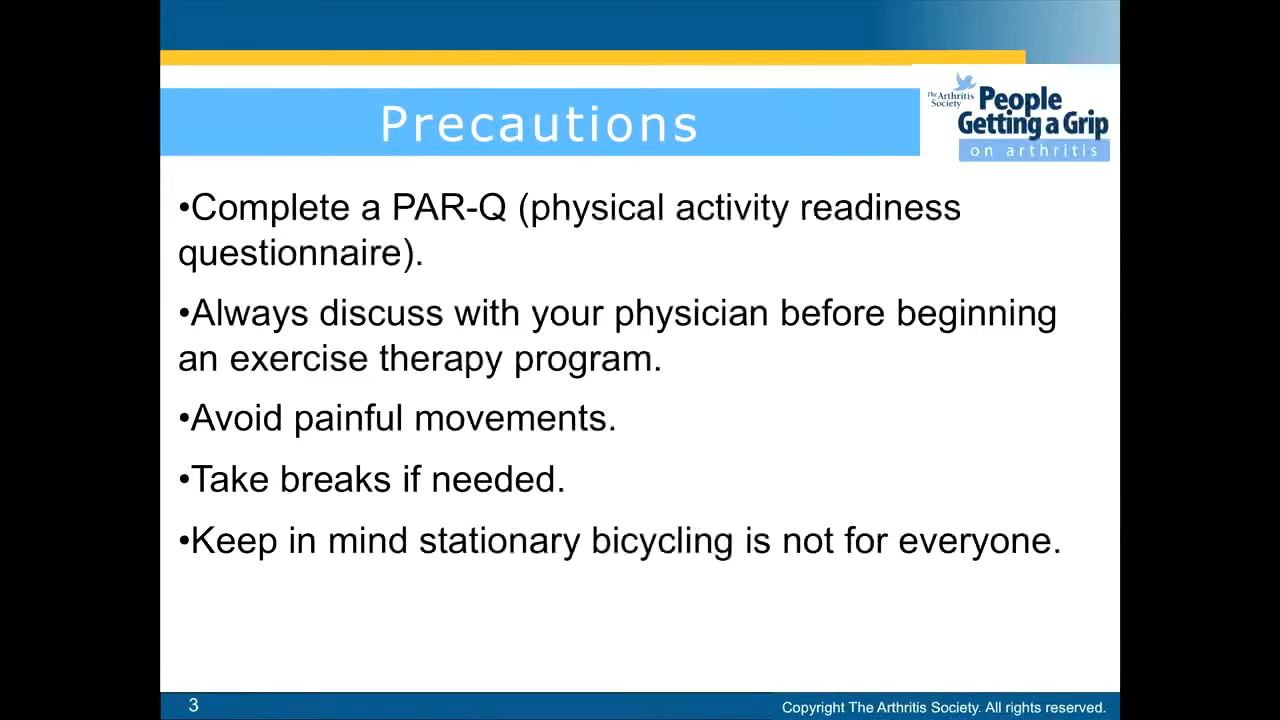 Precautions
The Arthritis
Society
People
Getting a Grip
on arthritis
•Complete a PAR-Q (physical activity readiness
questionnaire).
•Always discuss with your physician before beginning
an exercise therapy program.
•Avoid painful movements.
•Take breaks if needed.
•Keep in mind stationary bicycling is not for everyone.
3
Copyright The Arthritis Society. All rights reserved.